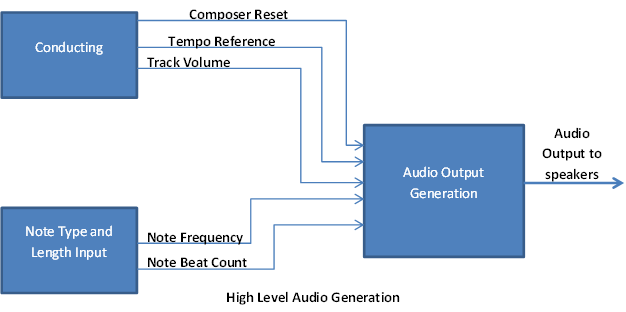 Composer Reset
Conducting
Tempo Reference
Track Volume
Audio Output
Generation
Audio
Output to
speakers
Note Type and
Length Input
Note Frequency
Note Beat Count
High Level Audio Generation